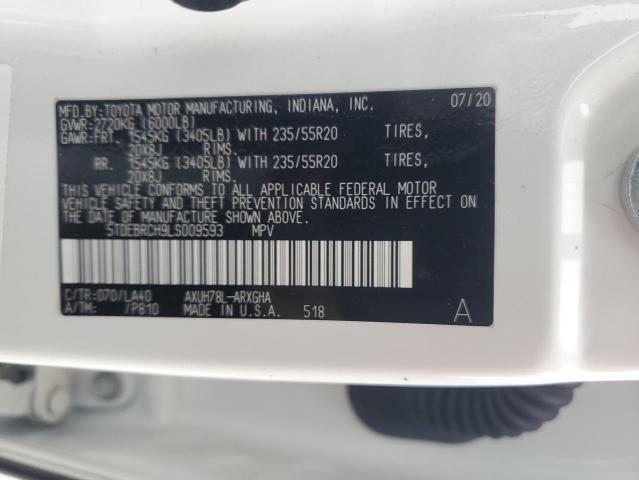 MFD.BY:TOYOTA MOTOR MANUFACTURING, INDIANA, INC. 07/20
GVWR:2720KG (6000LB)
GAWR:FRT. 1545KG (3405LB) WITH 235/55R20 TIRES,
20X8J RIMS.
RR. 1545KG (3405LB) WITH 235/55R20 TIRES,
20X8J RIMS.
THIS VEHICLE CONFORMS TO ALL APPLICABLE FEDERAL MOTOR
VEHICLE SAFETY AND THEFT PREVENTION STANDARDS IN EFFECT ON
THE DATE OF MANUFACTURE SHOWN ABOVE.
5TDEBRCH9LS009593 MPV
C/TR:070/LA40 AXUH78L-ARXGHA
A/TM: /P810 MADE IN U.S.A. 518 A